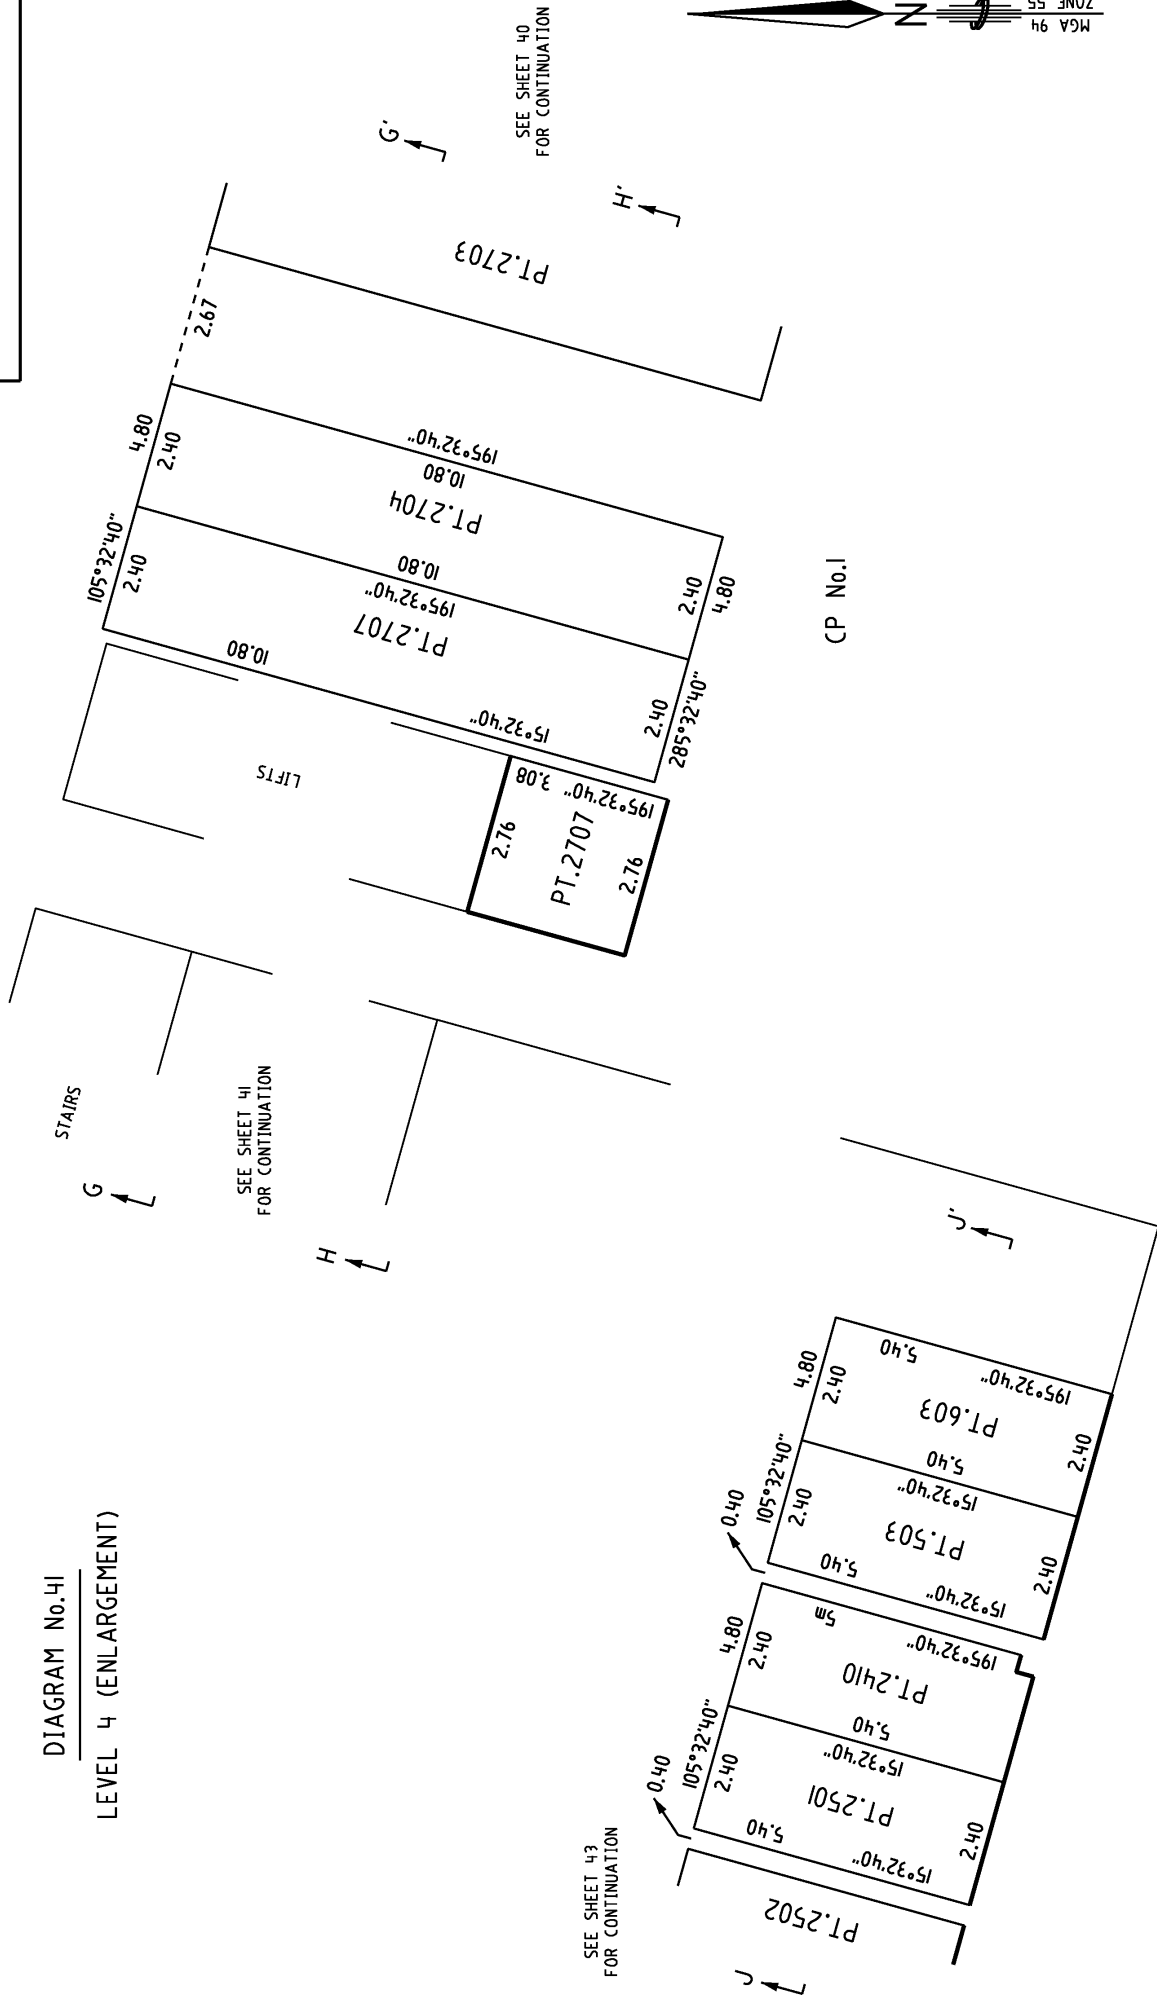 DIAGRAM No.41
LEVEL 4 (ENLARGEMENT)
MGA 94
ZONE 55
N
SEE SHEET 40
FOR CONTINUATION
G'
H'
PT.2703
2.67
4.80
2.40
105°32'40"
2.40
195°32'40"
10.80
PT.2704
10.80
195°32'40"
PT.2707
10.80
15°32'40"
2.40
4.80
2.40
285°32'40"
CP No.1
LIFTS
3.08
195°32'40"
2.76
PT.2707
2.76
STAIRS
SEE SHEET 41
FOR CONTINUATION
G
H
J'
4.80
2.40
105°32'40"
2.40
0.40
5.40
195°32'40"
PT.603
2.40
5.40
15°32'40"
PT.503
5.40
15°32'40"
2.40
4.80
2.40
105°32'40"
2.40
0.40
5m
195°32'40"
PT.2410
5.40
15°32'40"
PT.2501
5.40
15°32'40"
2.40
SEE SHEET 43
FOR CONTINUATION
PT.2502
J